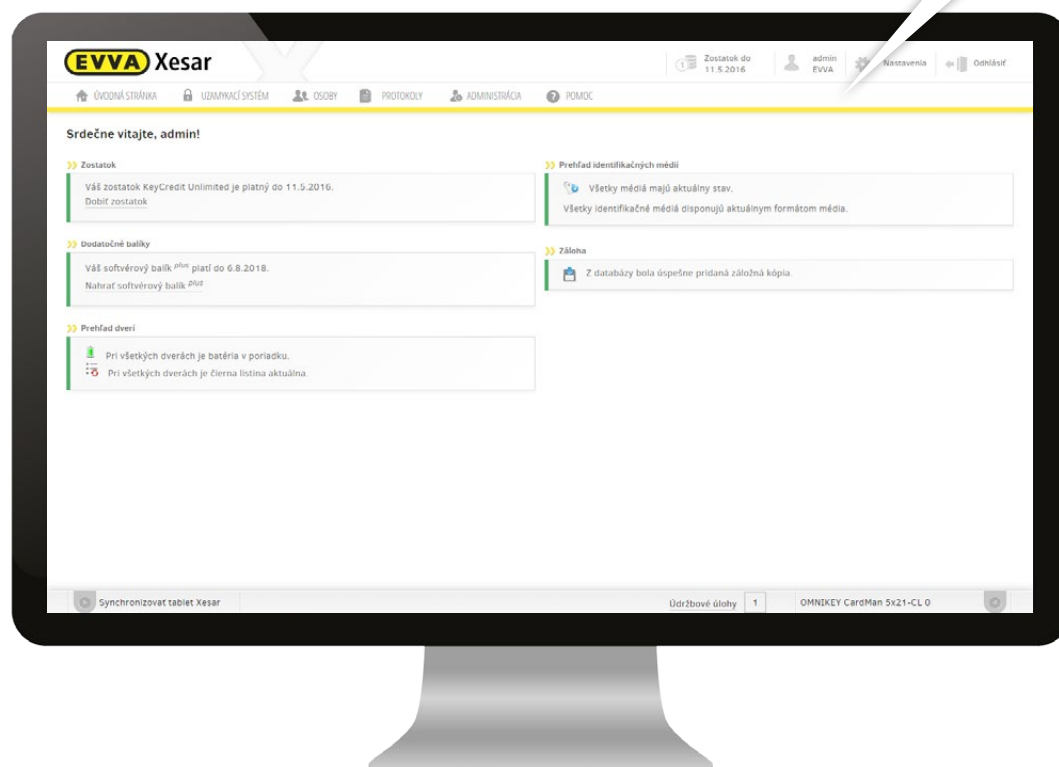 EVVA Xesar
Zostatok do
11.5.2016
admin
EVVA
Nastavenia
Odhlásiť
ÚVODNÁ STRÁNKA
UZAMYKACÍ SYSTÉM
OSOBY
PROTOKOLY
ADMINISTRÁCIA
POMOC
Srdečne vitajte, admin!
Zostatok
Váš zostatok KeyCredit Unlimited je platný do 11.5.2016.
Dobiť zostatok
Dodatočné balíky
Váš softvérový balík plus platí do 6.8.2018.
Nahrať softvérový balík plus
Prehľad dverí
Pri všetkých dverách je batéria v poriadku.
Pri všetkých dverách je čierna listina aktuálna.
Prehľad identifikačných médií
Všetky médiá majú aktuálny stav.
Všetky identifikačné médiá disponujú aktuálnym formátom média.
Záloha
Z databázy bola úspešne pridaná záložná kópia.
Synchronizovať tablet Xesar
Údržbové úlohy 1
OMNIKEY CardMan 5x21-CL 0